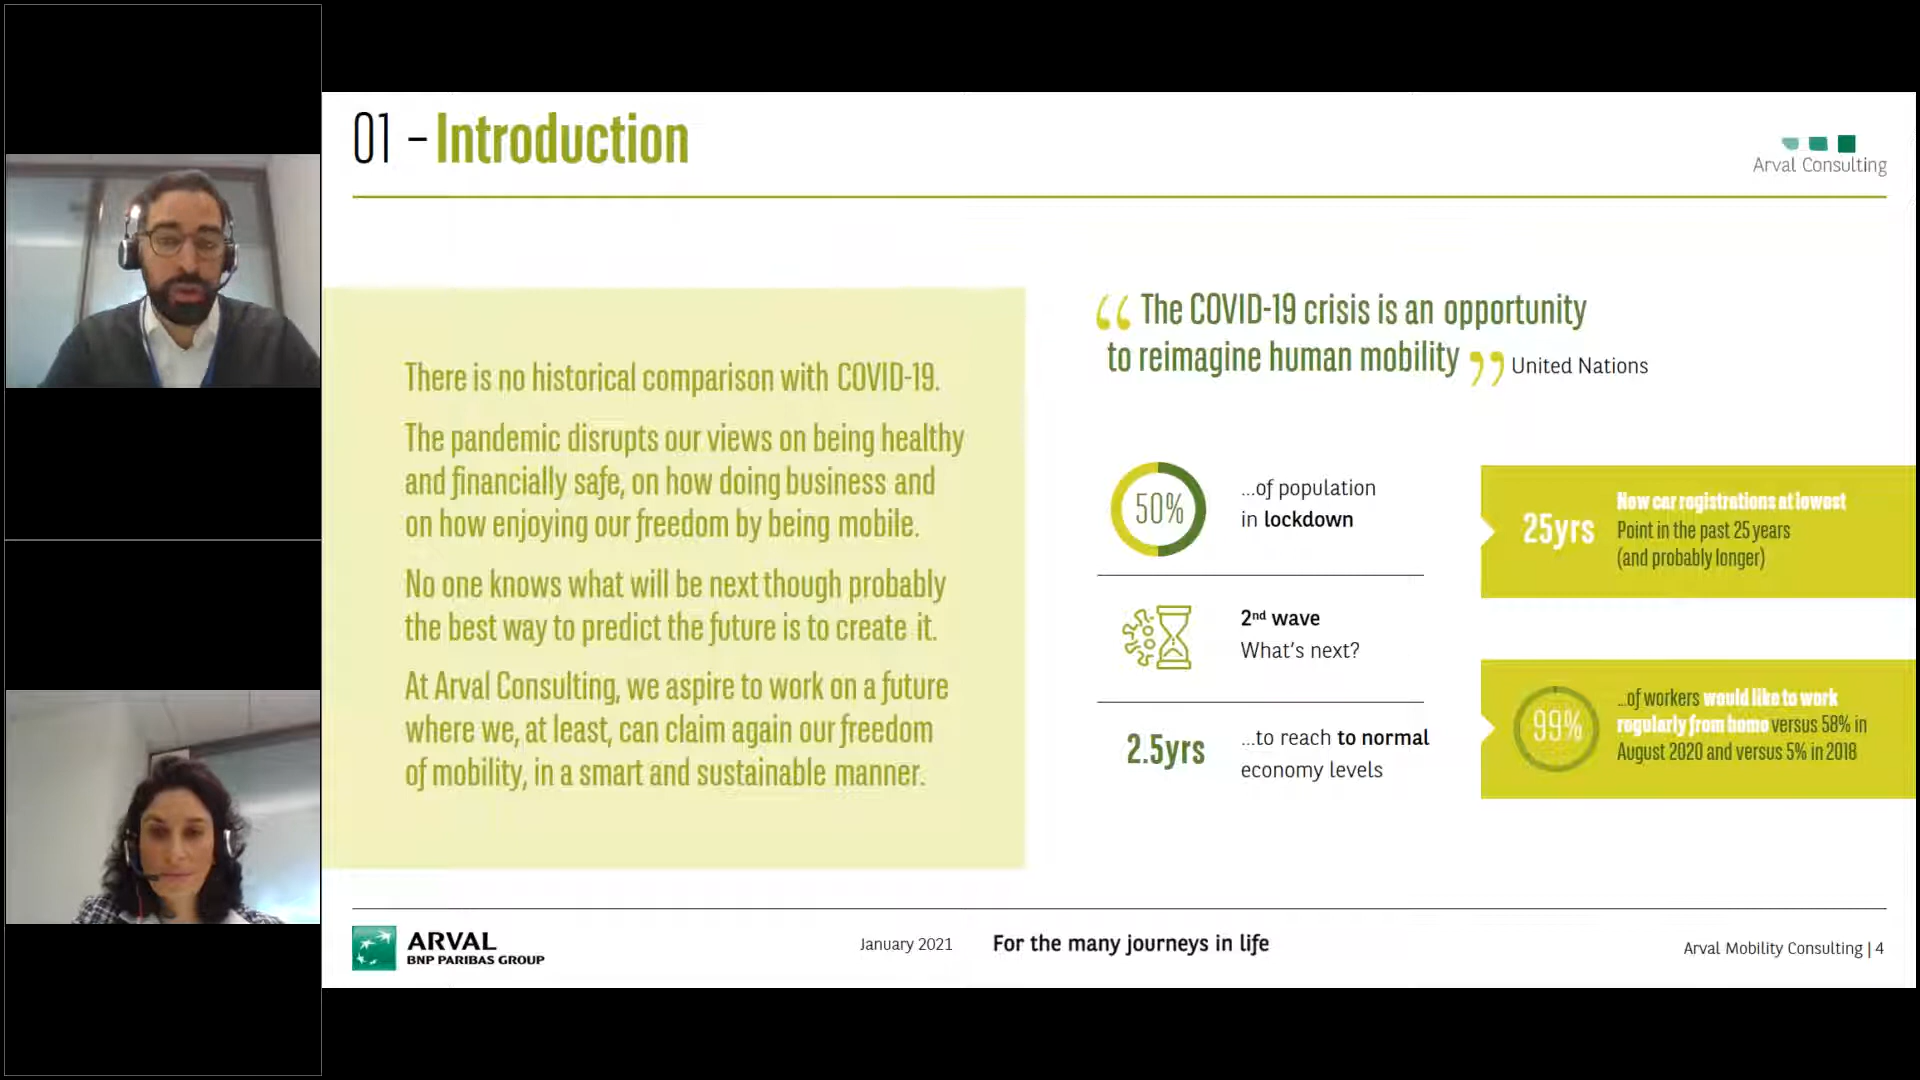 01 – Introduction
Arval Consulting
There is no historical comparison with COVID-19.
The pandemic disrupts our views on being healthy
and financially safe, on how doing business and
on how enjoying our freedom by being mobile.
No one knows what will be next though probably
the best way to predict the future is to create it.
At Arval Consulting, we aspire to work on a future
where we, at least, can claim again our freedom
of mobility, in a smart and sustainable manner.
“ The COVID-19 crisis is an opportunity
to reimagine human mobility ” United Nations
50%
...of population
in lockdown
2nd wave
What's next?
2.5yrs
...to reach to normal
economy levels
25yrs
New car registrations at lowest
Point in the past 25 years
(and probably longer)
99%
...of workers would like to work
regularly from home versus 58% in
August 2020 and versus 5% in 2018
ARVAL
BNP PARIBAS GROUP
January 2021
For the many journeys in life
Arval Mobility Consulting | 4